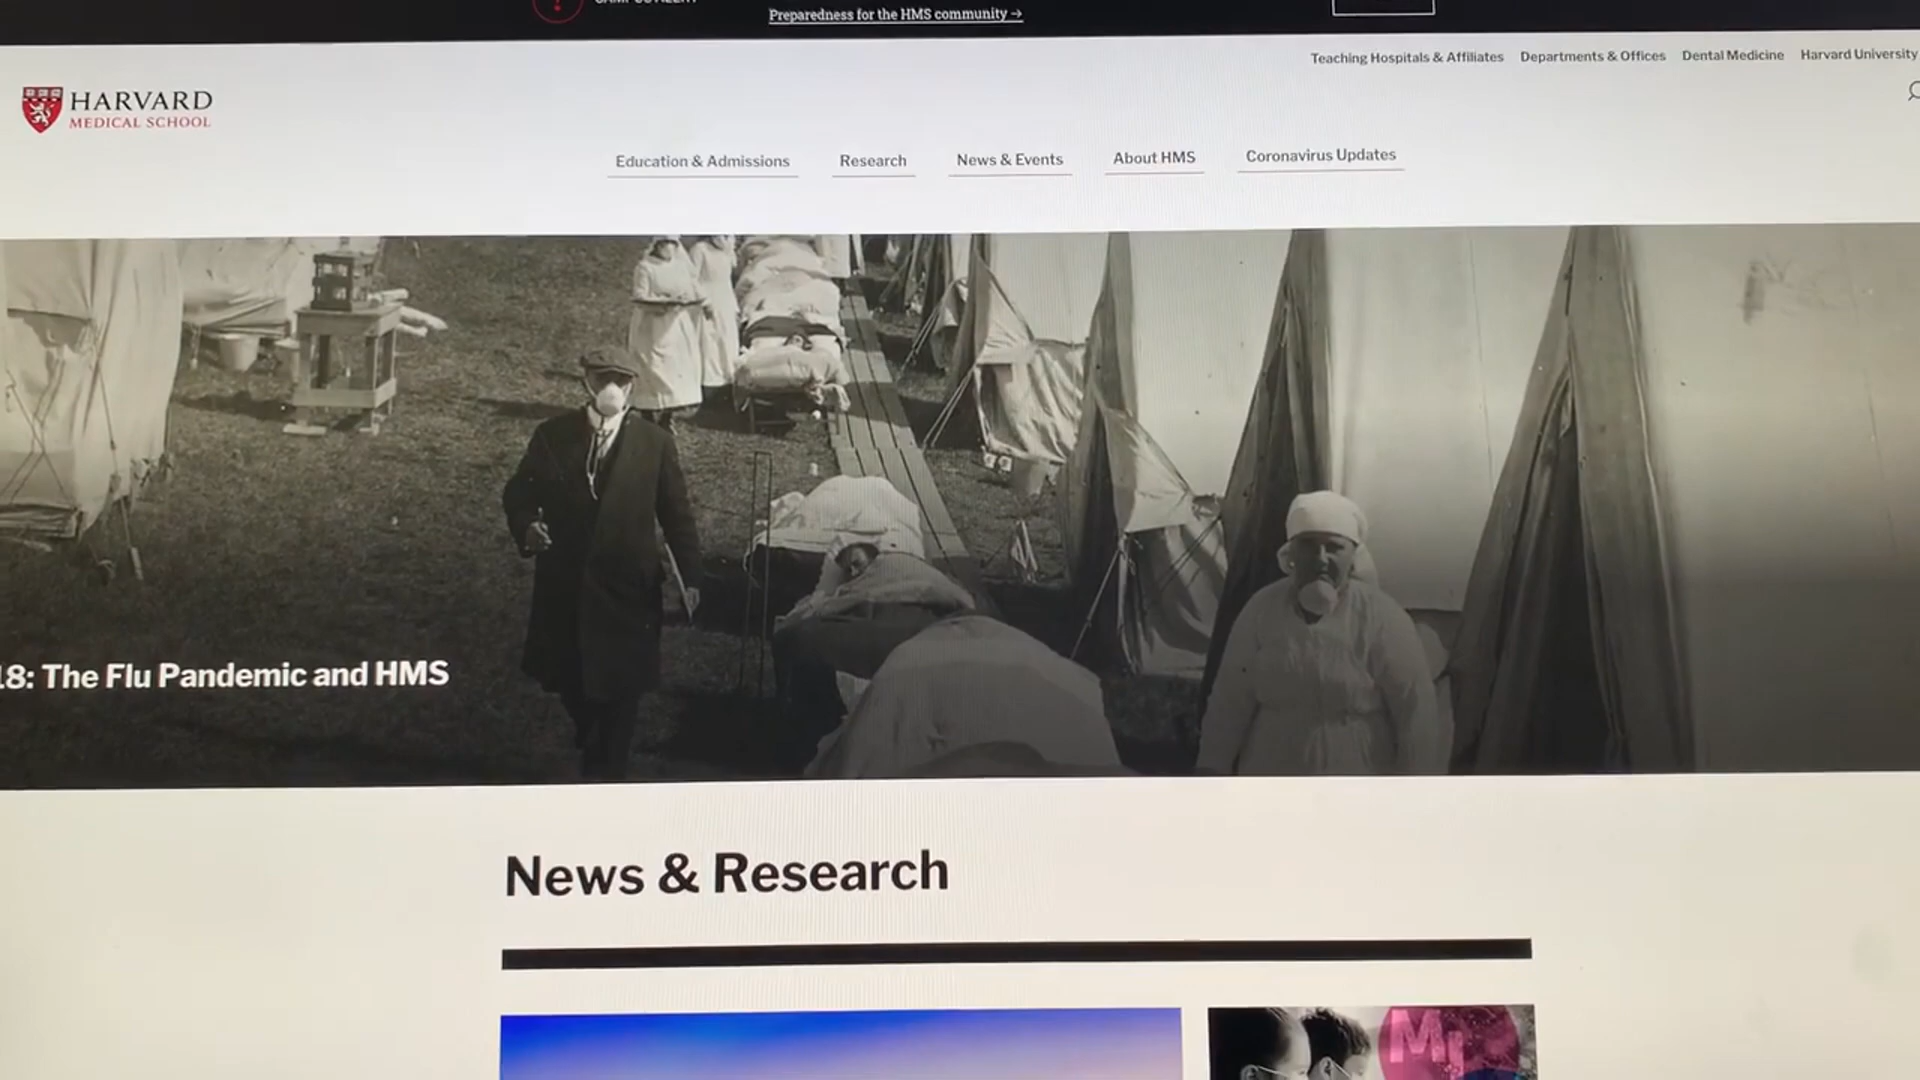 Preparedness for the HMS community →
Teaching Hospitals & Affiliates Departments & Offices Dental Medicine Harvard University
HARVARD
MEDICAL SCHOOL
Education & Admissions Research News & Events About HMS Coronavirus Updates
8: The Flu Pandemic and HMS
News & Research